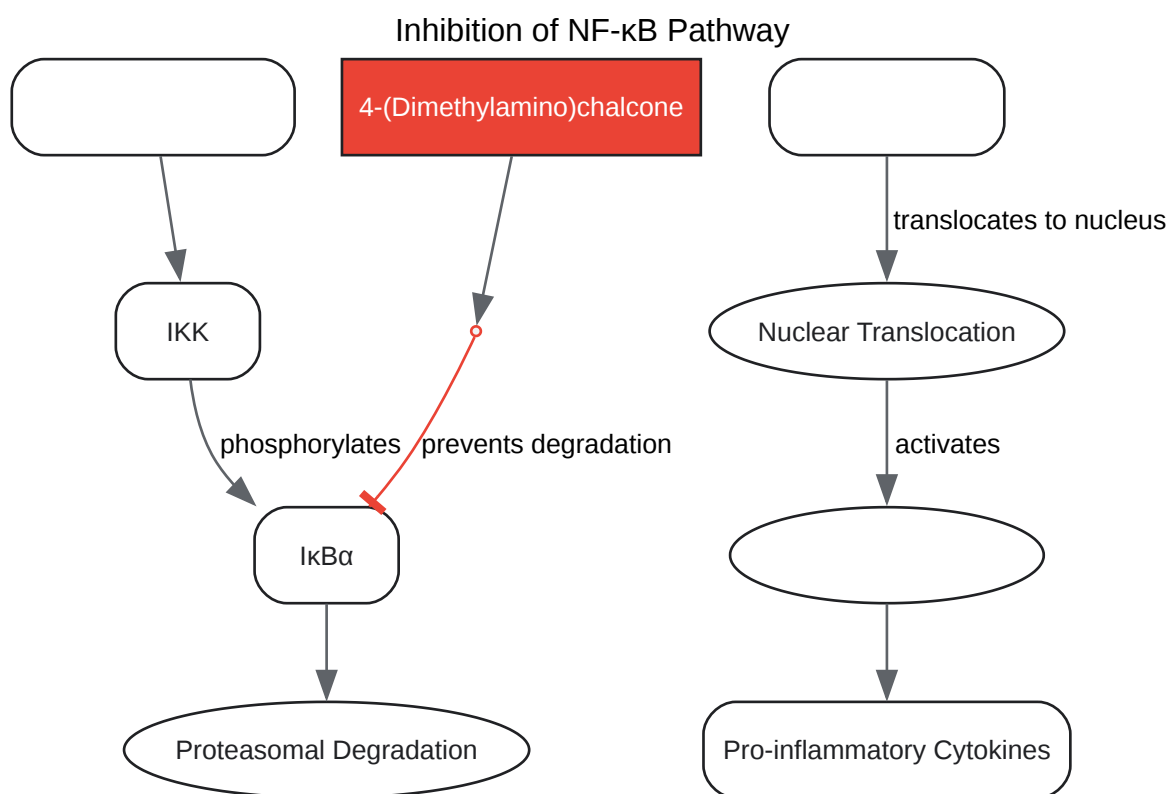 Inhibition of NF-κB Pathway
4-(Dimethylamino)chalcone
translocates to nucleus
IKK
Nuclear Translocation
phosphorylates
prevents degradation
activates
IκBα
Proteasomal Degradation
Pro-inflammatory Cytokines